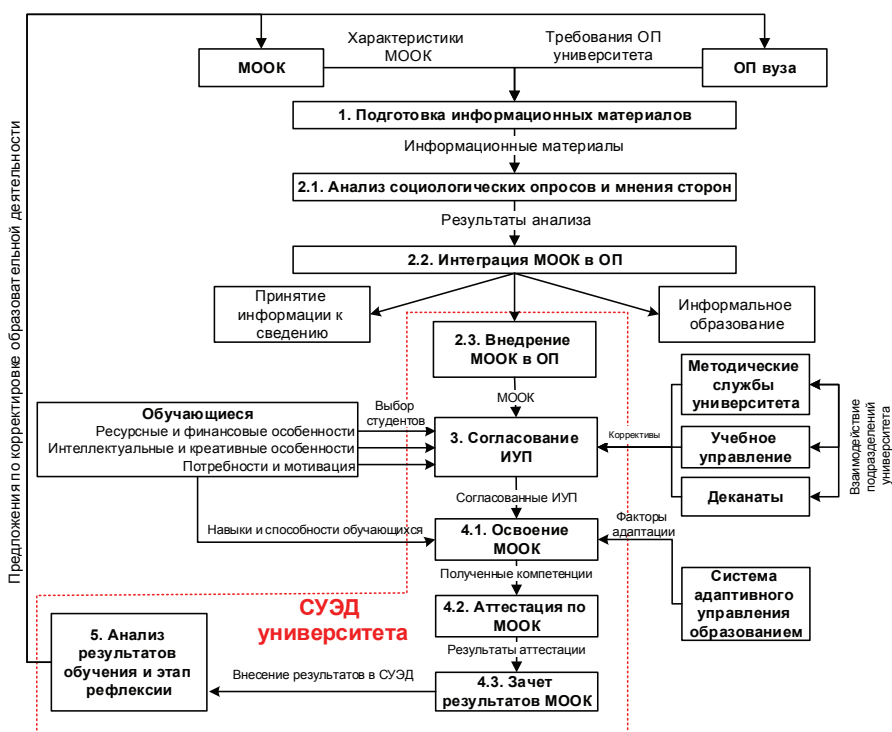 Характеристики
МООК
Требования ОП
университета
МООК
ОП вуза
1. Подготовка информационных материалов
Информационные материалы
2.1. Анализ социологических опросов и мнения сторон
Результаты анализа
2.2. Интеграция МООК в ОП
Принятие
информации к
сведению
Информальное
образование
2.3. Внедрение
МООК в ОП
МООК
Методические
службы
университета
Учебное
управление
Деканаты
Взаимодействие
подразделений
университета
Обучающиеся
Ресурсные и финансовые особенности
Интеллектуальные и креативные особенности
Потребности и мотивация
Выбор
студентов
3. Согласование
ИУП
Коррективы
Согласованные ИУП
Навыки и способности обучающихся
4.1. Освоение
МООК
Факторы
адаптации
Полученные компетенции
Система
адаптивного
управления
образованием
СУЭД
университета
4.2. Аттестация по
МООК
Результаты аттестации
5. Анализ
результатов
обучения и этап
рефлексии
Внесение результатов в СУЭД
4.3. Зачет
результатов МООК
Предложения по корректировке образовательной деятельности